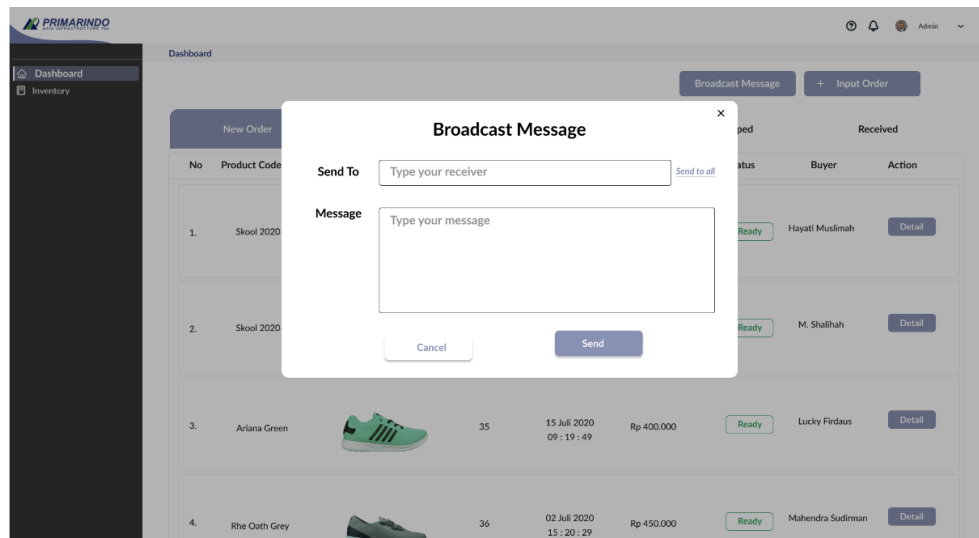 PRIMARINDO
ASIA INFRASTRUCTURE Tbk
Admin
Dashboard
Dashboard
Inventory
Broadcast Message
+ Input Order
New Order
Received
No Product Code
Buyer Action
Broadcast Message
×
Send To
Type your receiver
Send to all
Message
Type your message
Cancel
Send
1. Skool 2020 Ready Hayati Muslimah Detail
2. Skool 2020 Ready M. Shalihah Detail
3. Ariana Green 35 15 Juli 2020 Rp 400.000 Ready Lucky Firdaus Detail
09 : 19 : 49
4. Rhe Oath Grey 36 02 Juli 2020 Rp 450.000 Ready Mahendra Sudirman Detail
15 : 20 : 29